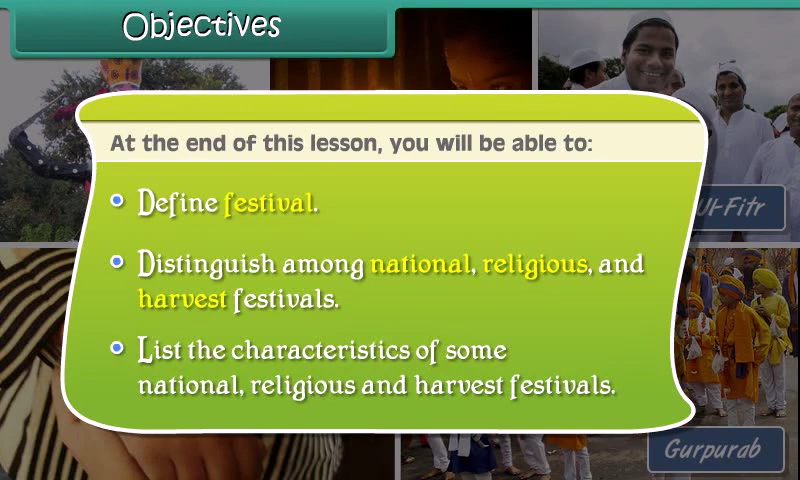 Objectives
At the end of this lesson, you will be able to:
Define festival.
Distinguish among national, religious, and
harvest festivals.
List the characteristics of some
national, religious and harvest festivals.
Ul-Fitr
Gurpurab